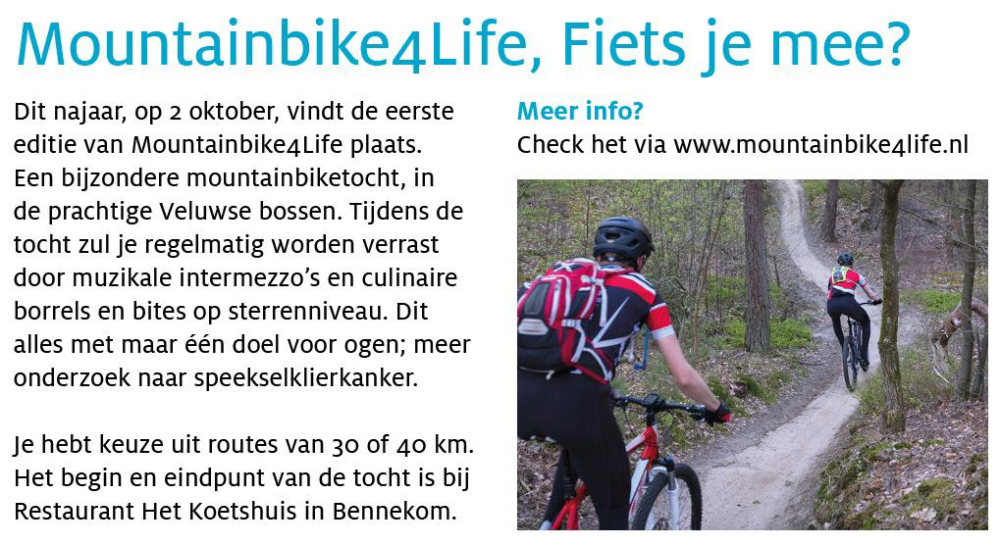 Mountainbike4Life, Fiets je mee?
Dit najaar, op 2 oktober, vindt de eerste
editie van Mountainbike4Life plaats.
Een bijzondere mountainbiketocht, in
de prachtige Veluwse bossen. Tijdens de
tocht zul je regelmatig worden verrast
door muzikale intermezzo’s en culinaire
borrels en bites op sterrenniveau. Dit
alles met maar één doel voor ogen; meer
onderzoek naar speekselklierkanker.
Je hebt keuze uit routes van 30 of 40 km.
Het begin en eindpunt van de tocht is bij
Restaurant Het Koetshuis in Bennekom.
Meer info?
Check het via www.mountainbike4life.nl